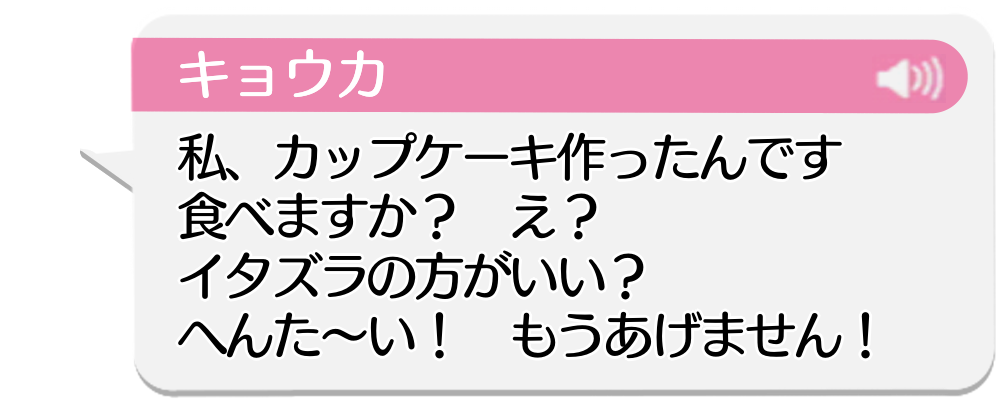 キョウカ
私、カップケーキ作ったんです
食べますか？　え？
イタズラの方がいい？
へんた～い！　もうあげません！